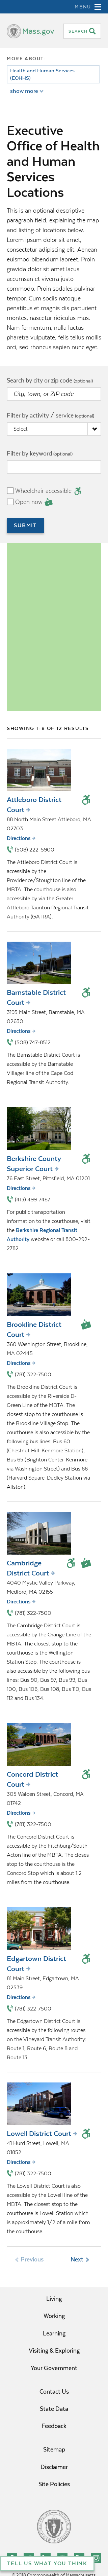 MENU
Mass.gov
SEARCH
MORE ABOUT
Health and Human Services
(EOHHS)
show more
Executive
Office of Health
and Human
Services
Locations
This is an optional descriptive
paragraph. Interdum et
malesuada fames ac ante
ipsum primis in faucibus.
Lorem ipsum dolor sit amet,
consectetur adipiscing elit. Aenean
bibendum bibendum commodo.
Proin sodales pulvinar
tempor. Cum sociis natoque
penatibus et magnis dis parturient
montes, nascetur ridiculus mus.
Nam fermentum, nulla luctus
pharetra vulputate, felis tellus
mollis orci, sed rhoncus sapien nunc eget.
Search by city or zip code (optional)
City, town, or ZIP code
Filter by activity / service (optional)
Select
Filter by keyword (optional)
Wheelchair accessible
Open now
SUBMIT
SHOWING 1-8 OF 12 RESULTS
Attleboro District
Court
88 North Main Street Attleboro, MA
02703
Directions
(508) 222-5900
The Attleboro District Court is
accessible by the
Providence/Stoughton line of the
MBTA. The courthouse is also
accessible by via the Greater
Attleboro Taunton Regional Transit
Authority (GATRA).
Barnstable District
Court
3195 Main Street, Barnstable, MA
02630
Directions
(508) 747-8512
The Barnstable District Court is
accessible by the Barnstable
Villager line of the Cape Cod
Regional Transit Authority.
Berkshire County
Superior Court
76 East Street, Pittsfield, MA 01201
Directions
(413) 499-7487
For public transportation
information to the courthouse, visit
the Berkshire Regional Transit
Authority website or call 800-292-
2782.
Brookline District
Court
360 Washington Street, Brookline,
MA 02445
Directions
(781) 322-7500
The Brookline District Court is
accessible by the Riverside D-
Green Line of the MBTA. The
closest stop to the courthouse is
the Brookline Village Stop. The
courthouse is also accessible by the
following bus lines: Bus 60
(Chestnut Hill-Kenmore Station),
Bus 65 (Brighton Center-Kenmore
via Washington Street) and Bus 66
(Harvard Square-Dudley Station via
Allston).
Cambridge
District Court
4040 Mystic Valley Parkway,
Medford, MA 02155
Directions
(781) 322-7500
The Cambridge District Court is
accessible by the Orange Line of
the MBTA. The closest stop to the
courthouse is the Wellington
Station Stop. The courthouse is
also accessible by the following bus
lines: Bus 90, Bus 97, Bus 99, Bus
100, Bus 106, Bus 108, Bus 110, Bus
112 and Bus 134.
Concord District
Court
305 Walden Street, Concord, MA
01742
Directions
(781) 322-7500
The Concord District Court is
accessible by the Fitchburg/South
Acton line of the MBTA. The closes
stop to the courthouse is the
Concord Stop which is about 1.2
miles from the courthouse.
Edgartown District
Court
81 Main Street, Edgartown, MA
02539
Directions
(781) 322-7500
The Edgartown District Court is
accessible by the following routes
on the Vineyard Transit Authority:
Route 1, Route 6, Route 8 and
Route 13.
Lowell District Court
41 Hurd Street, Lowell, MA
01852
Directions
(781) 322-7500
The Lowell District Court is also
accessible by the Lowell line of the
MBTA. The closest stop to the
courthouse is Lowell Station which
is approximately 1/2 of a mile from
the courthouse.
Previous
Next
Living
Working
Learning
Visiting & Exploring
Your Government
Contact Us
State Data
Feedback
Sitemap
Disclaimer
Site Policies
TELL US WHAT YOU THINK